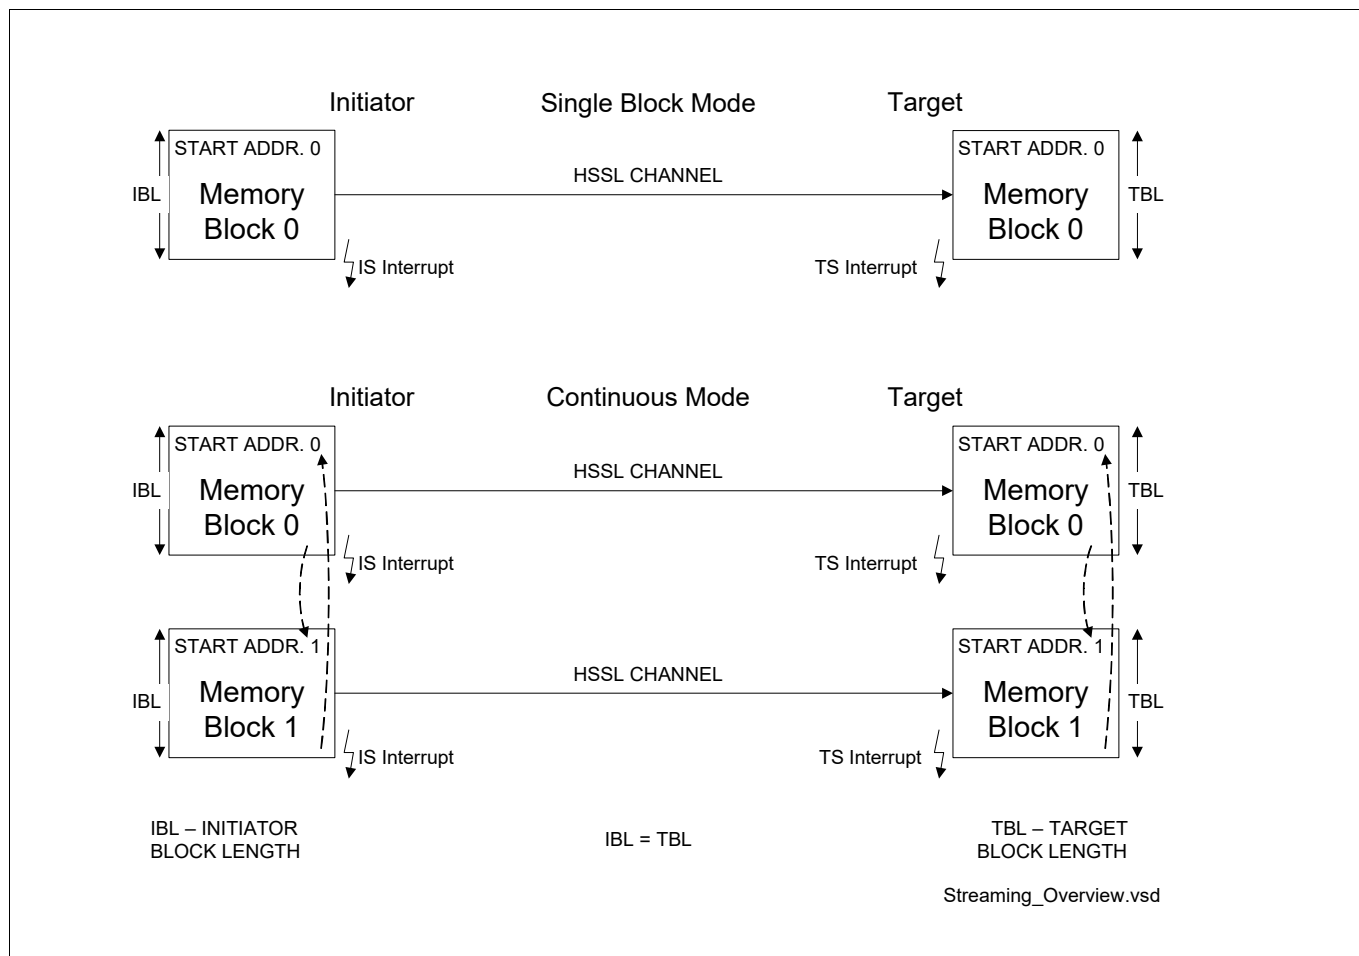 Initiator Single Block Mode Target
START ADDR. 0 START ADDR. 0
HSSL CHANNEL
IBL Memory Memory TBL
Block 0 Block 0
IS Interrupt TS Interrupt
Initiator Continuous Mode Target
START ADDR. 0 START ADDR. 0
HSSL CHANNEL
IBL Memory Memory TBL
Block 0 Block 0
IS Interrupt TS Interrupt
START ADDR. 1 START ADDR. 1
HSSL CHANNEL
IBL Memory Memory TBL
Block 1 Block 1
IS Interrupt TS Interrupt
IBL – INITIATOR IBL = TBL TBL – TARGET
BLOCK LENGTH BLOCK LENGTH
Streaming_Overview.vsd